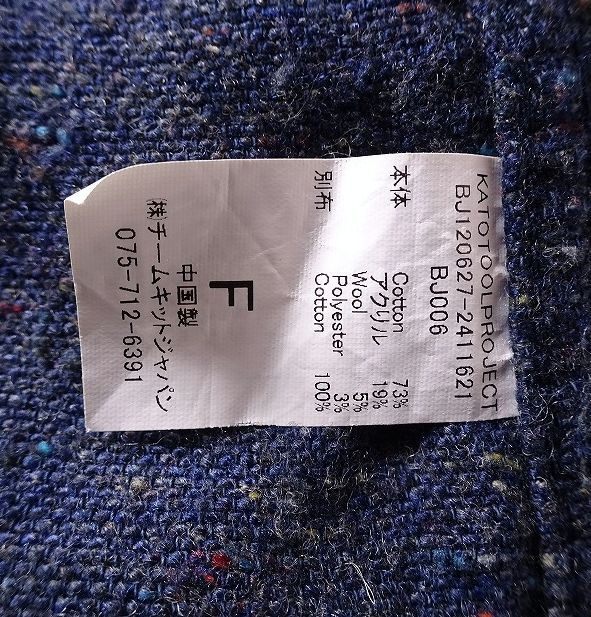 KATOTOOLPROJECT
BJ120627-2411621
BJ006
本体 Cotton 73%
アクリル 19%
Wool 5%
Polyester 3%
別布 Cotton 100%
F
中国製
㈱チームキットジャパン
075-712-6391